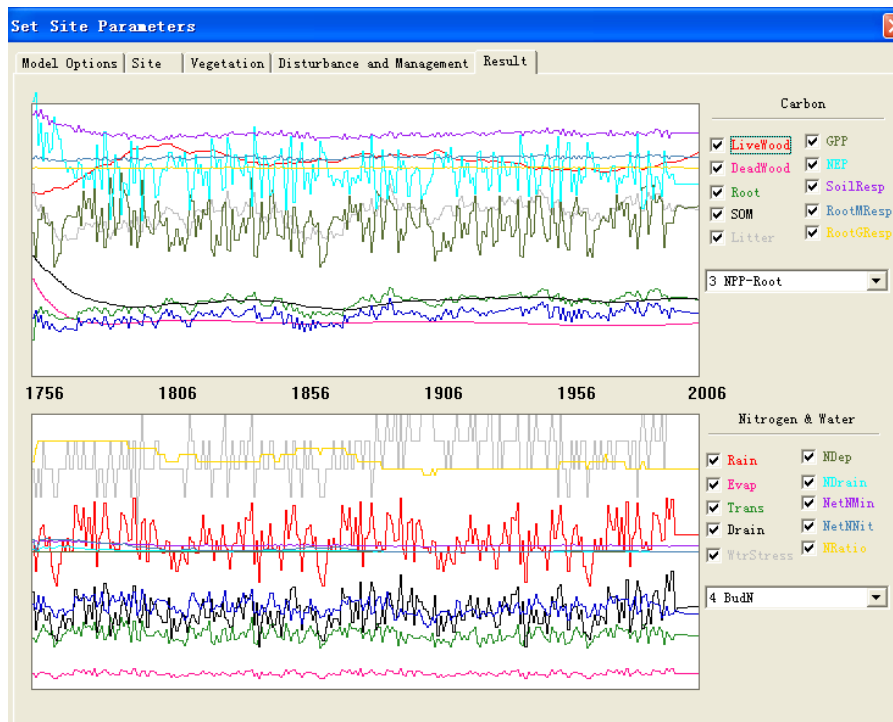 Set Site Parameters
Model Options Site Vegetation Disturbance and Management Result
Carbon
LiveWood GPP
DeadWood NEP
Root SoilResp
SOM RootMResp
Litter RootGResp
3 NPP-Root
1756 1806 1856 1906 1956 2006
Nitrogen & Water
Rain NDep
Evap NDrain
Trans NetNMin
Drain NetNNit
WtrStress NRatio
4 BudN